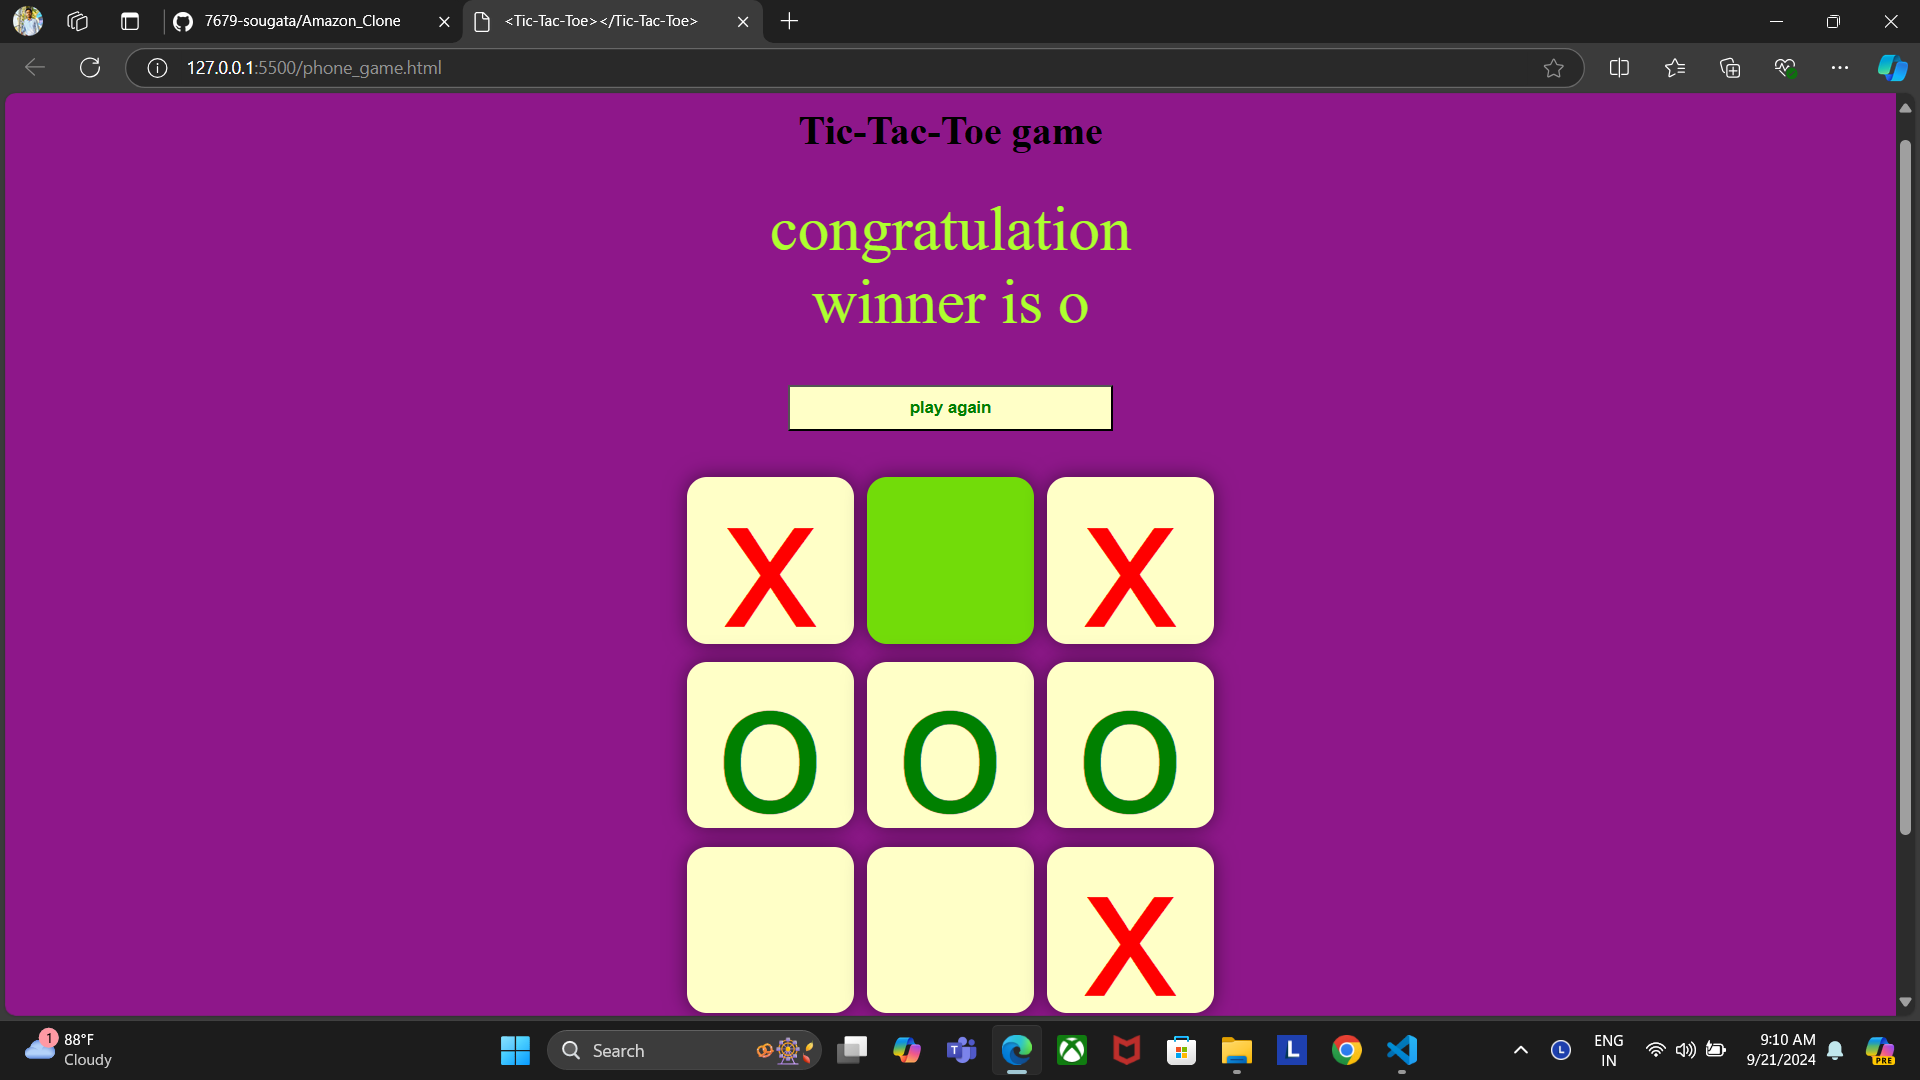 7679-sougata/Amazon_Clone
<Tic-Tac-Toe></Tic-Tac-Toe>
127.0.0.1:5500/phone_game.html
Tic-Tac-Toe game
congratulation
winner is o
play again
X X
O O O
X
1
88°F
Cloudy
Search
L
L
ENG
IN
9:10 AM
9/21/2024
PRE